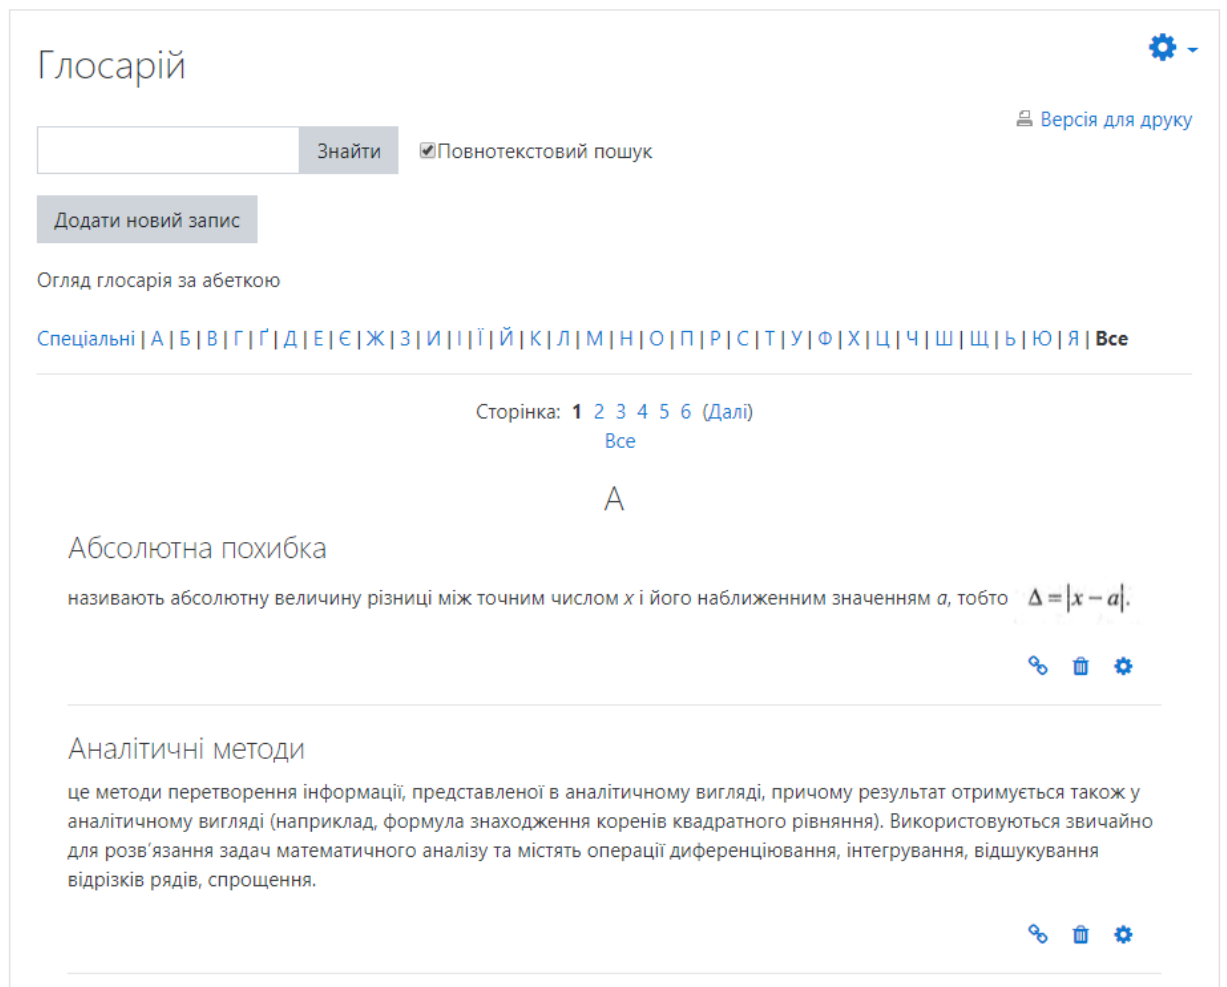 Глосарій
Версія для друку
Знайти Повнотекстовий пошук
Додати новий запис
Огляд глосарія за абеткою
Спеціальні | А | Б | В | Г | Ґ | Д | Е | Є | Ж | З | И | І | Ї | Й | К | Л | М | Н | О | П | Р | С | Т | У | Ф | Х | Ц | Ч | Ш | Щ | Ь | Ю | Я | Все
Сторінка: 1 2 3 4 5 6 (Далі)
Все
А
Абсолютна похибка
називають абсолютну величину різниці між точним числом x і його наближенним значенням a, тобто Δ = |x − a|.
Аналітичні методи
це методи перетворення інформації, представленої в аналітичному вигляді, причому результат отримується також у
аналітичному вигляді (наприклад, формула знаходження коренів квадратного рівняння). Використовуються звичайно
для розв’язання задач математичного аналізу та містять операції диференціювання, інтегрування, відшукування
відрізків рядів, спрощення.